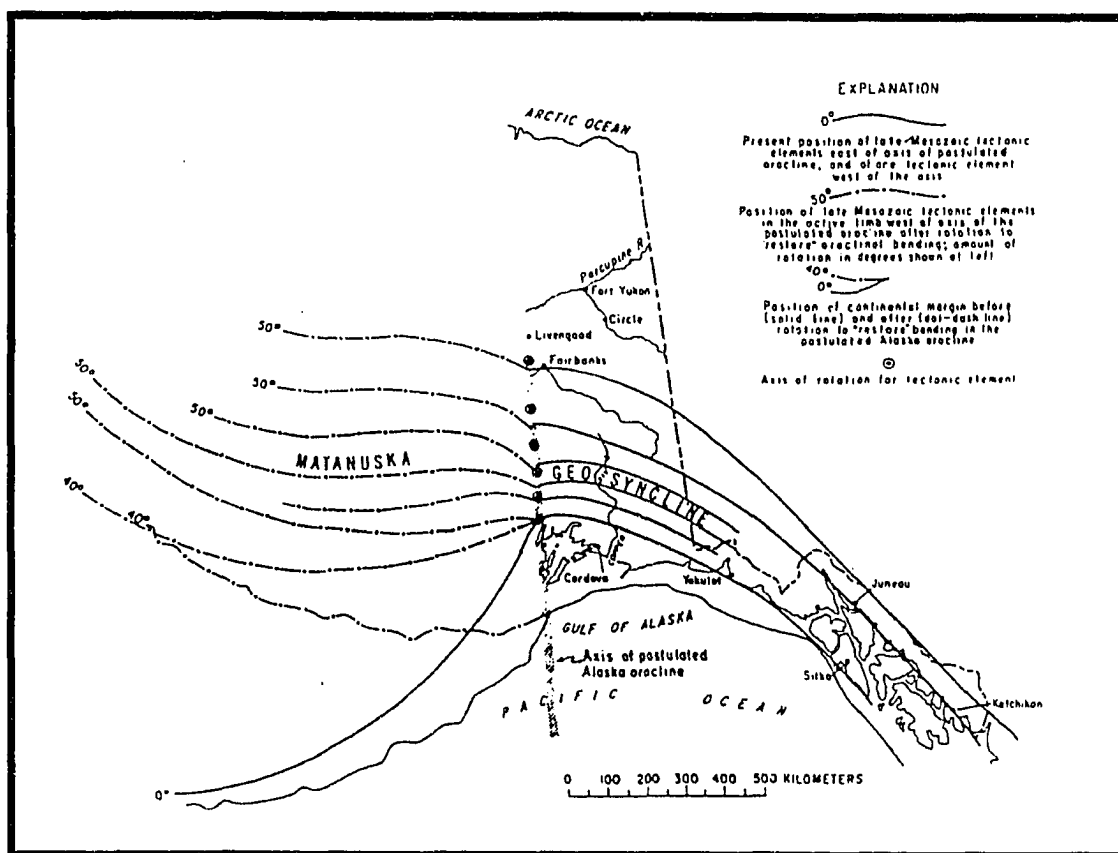 EXPLANATION
0°
Present position of late Mesozoic tectonic
elements east of axis of postulated
orocline, and of are tectonic element
west of the axis
50°
Position of late Mesozoic tectonic elements
in the active limb west of axis of the
postulated orocline after rotation to
"restore" oroclinal bending; amount of
rotation in degrees shown at left
40°
0°
Position of continental margin before
(solid line) and after (dot-dash line)
rotation to "restore" bending in the
postulated Alaska orocline
Axis of rotation for tectonic element
ARCTIC OCEAN
Porcupine R
Fort Yukon
Circle
Livengood
Fairbanks
50°
50°
50°
50°
50°
40°
40°
MATANUSKA
GEOSYNCLINE
Cordova
Yakutat
Juneau
Sitka
Ketchikan
GULF OF ALASKA
Axis of postulated
Alaska orocline
PACIFIC OCEAN
0°
0 100 200 300 400 500 KILOMETERS